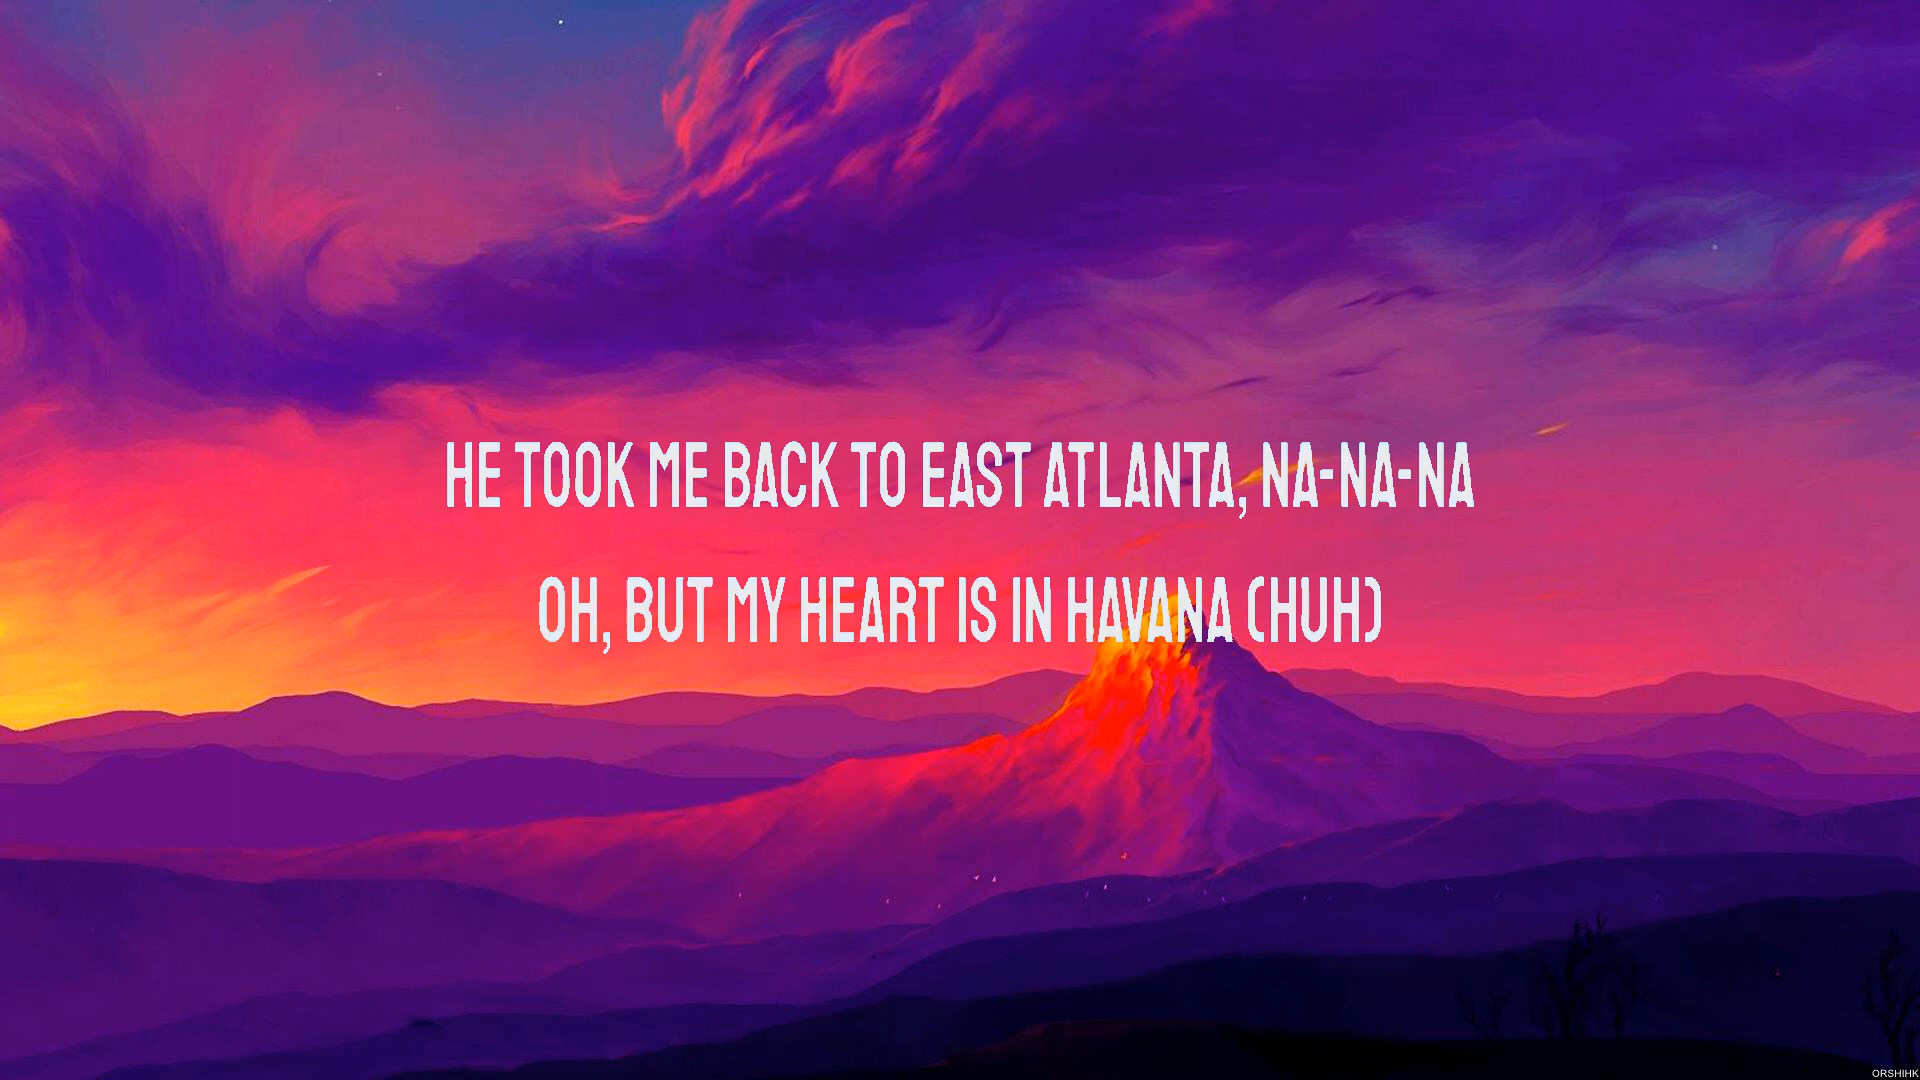 HE TOOK ME BACK TO EAST ATLANTA, NA-NA-NA
OH, BUT MY HEART IS IN HAVANA (HUH)
ORSHIHK